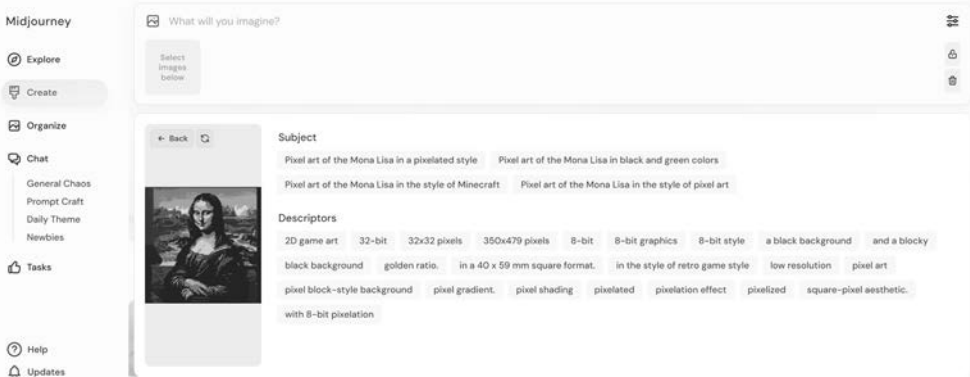 Midjourney
Explore
Create
Organize
Chat
General Chaos
Prompt Craft
Daily Theme
Newbies
Tasks
Help
Updates
What will you imagine?
Select
images
below
← Back
Subject
Pixel art of the Mona Lisa in a pixelated style Pixel art of the Mona Lisa in black and green colors
Pixel art of the Mona Lisa in the style of Minecraft Pixel art of the Mona Lisa in the style of pixel art
Descriptors
2D game art 32-bit 32x32 pixels 350x479 pixels 8-bit 8-bit graphics 8-bit style a black background and a blocky
black background golden ratio. in a 40 x 59 mm square format. in the style of retro game style low resolution pixel art
pixel block-style background pixel gradient. pixel shading pixelated pixelation effect pixelized square-pixel aesthetic.
with 8-bit pixelation